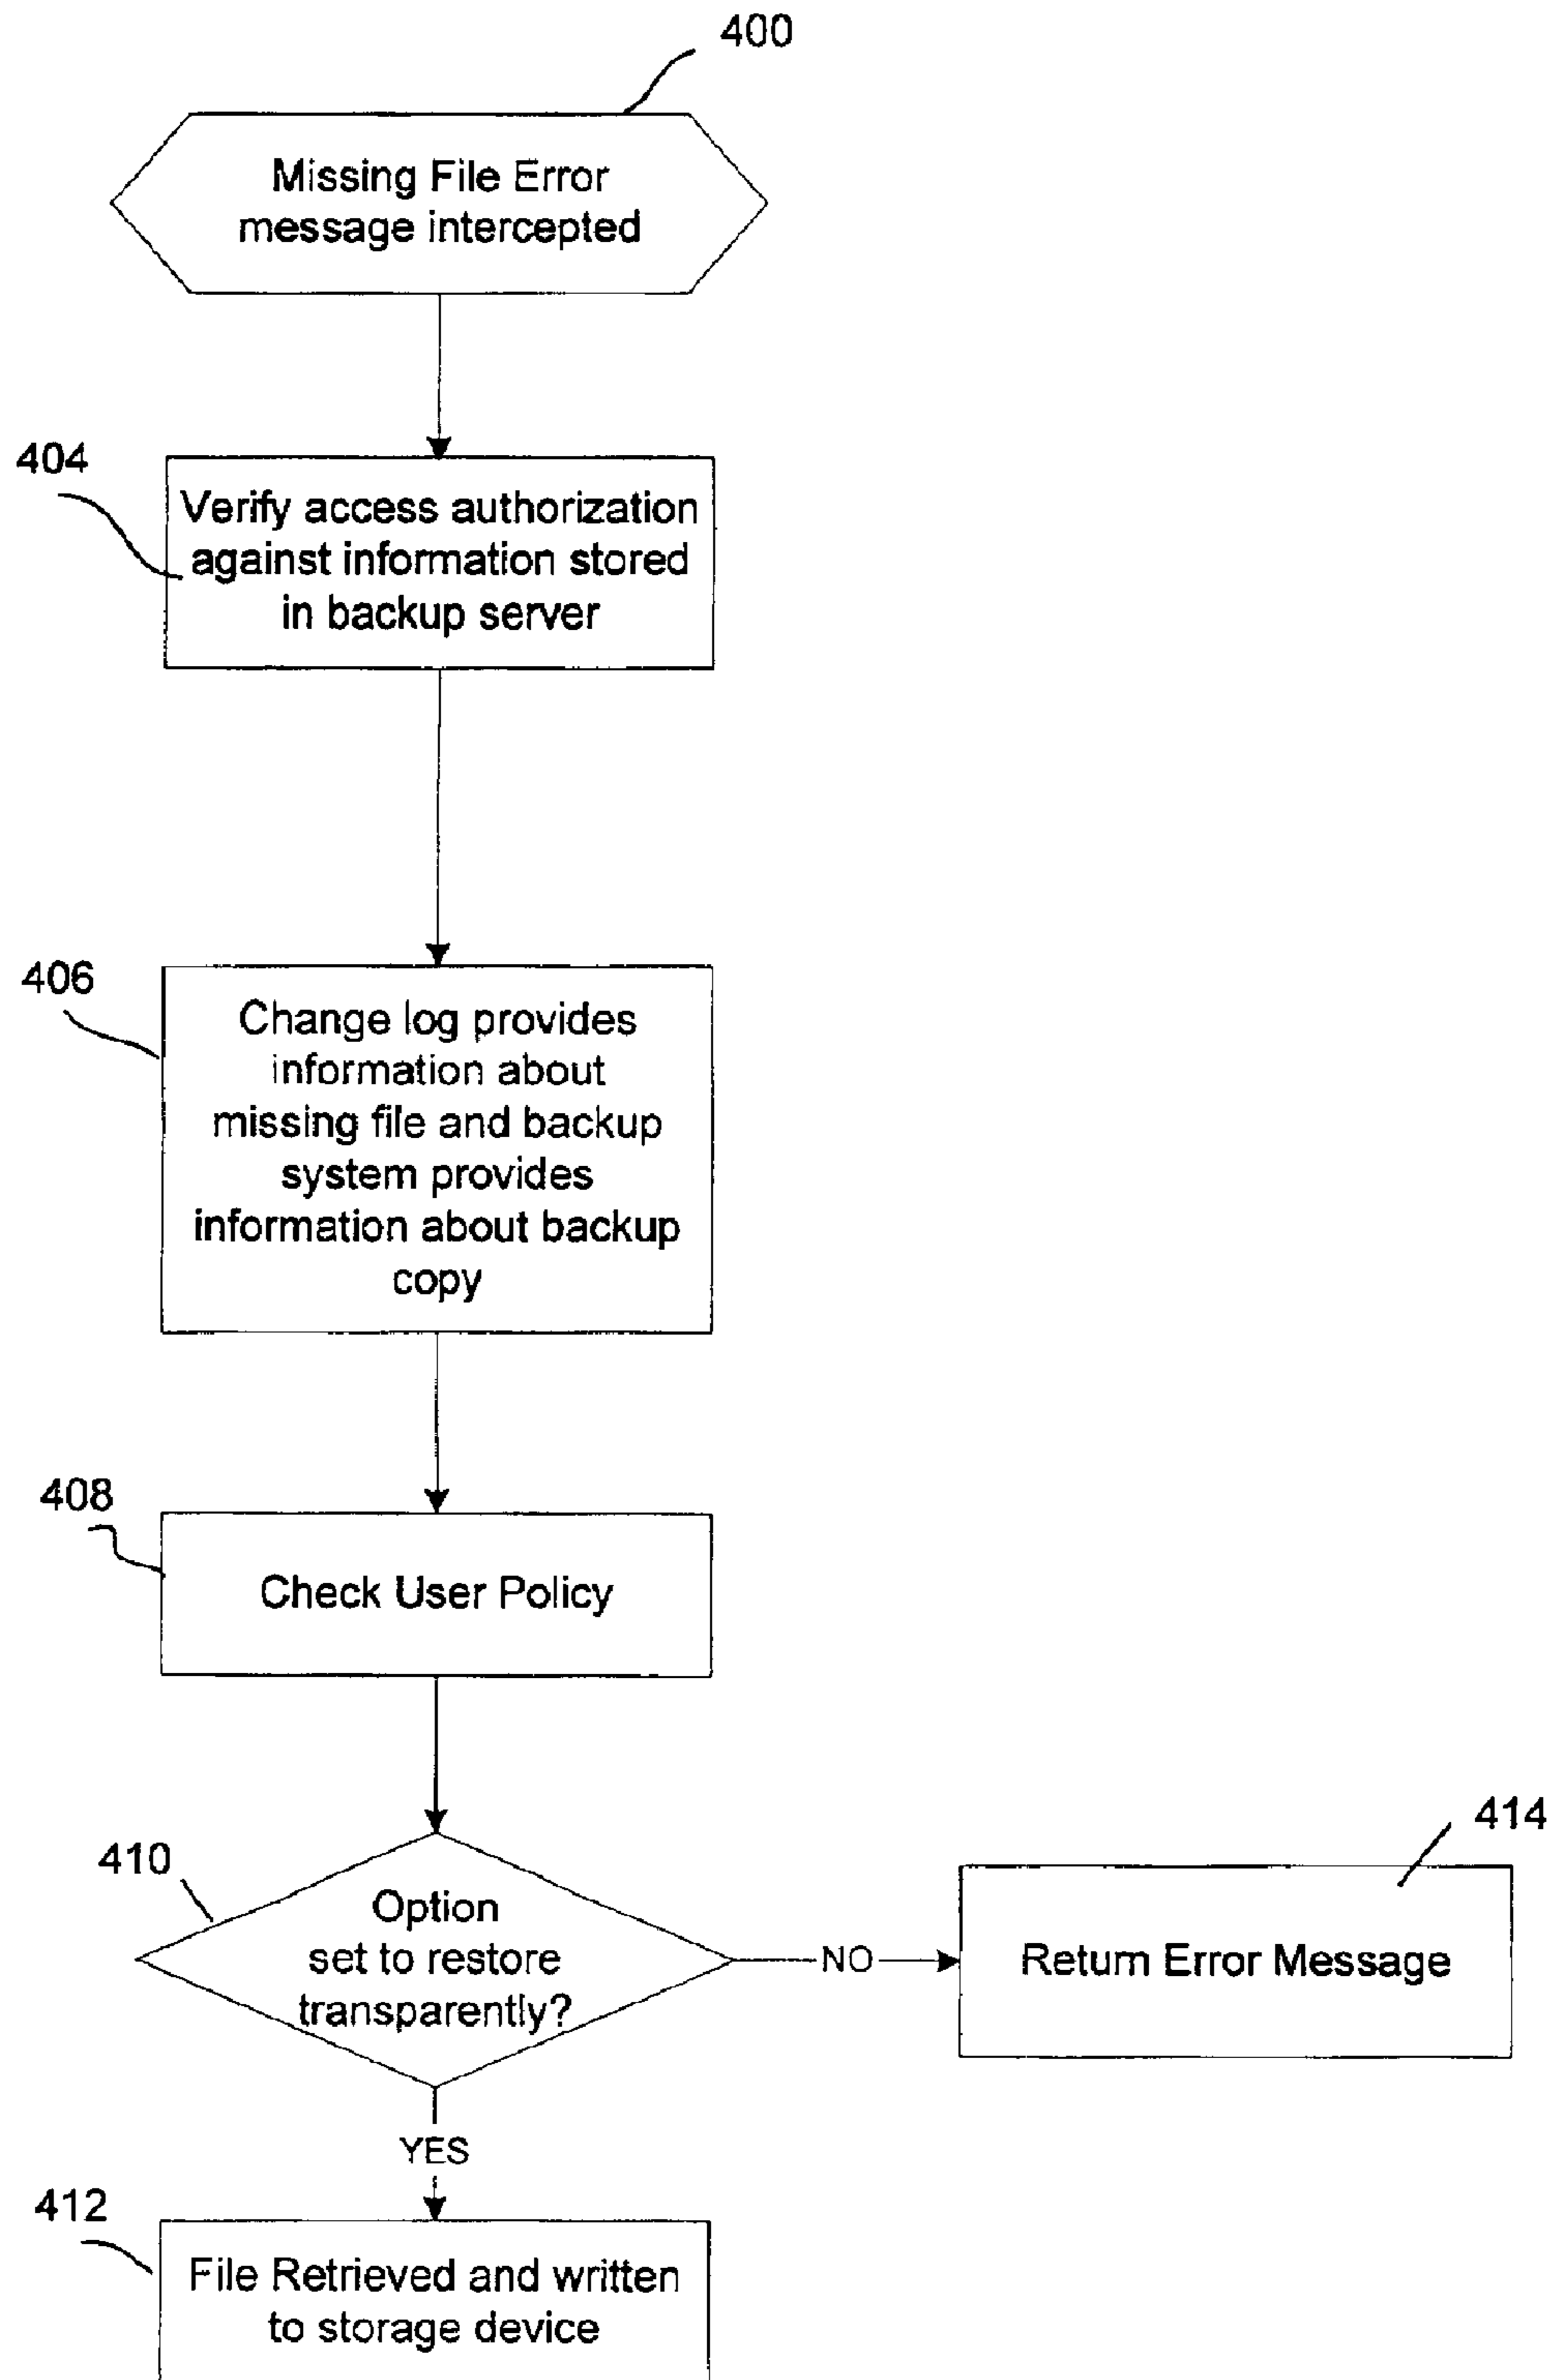 400
Missing File Error
message intercepted
404
Verify access authorization
against information stored
in backup server
406
Change log provides
information about
missing file and backup
system provides
information about backup
copy
408
Check User Policy
410
Option
set to restore
transparently?
NO
414
Return Error Message
YES
412
File Retrieved and written
to storage device